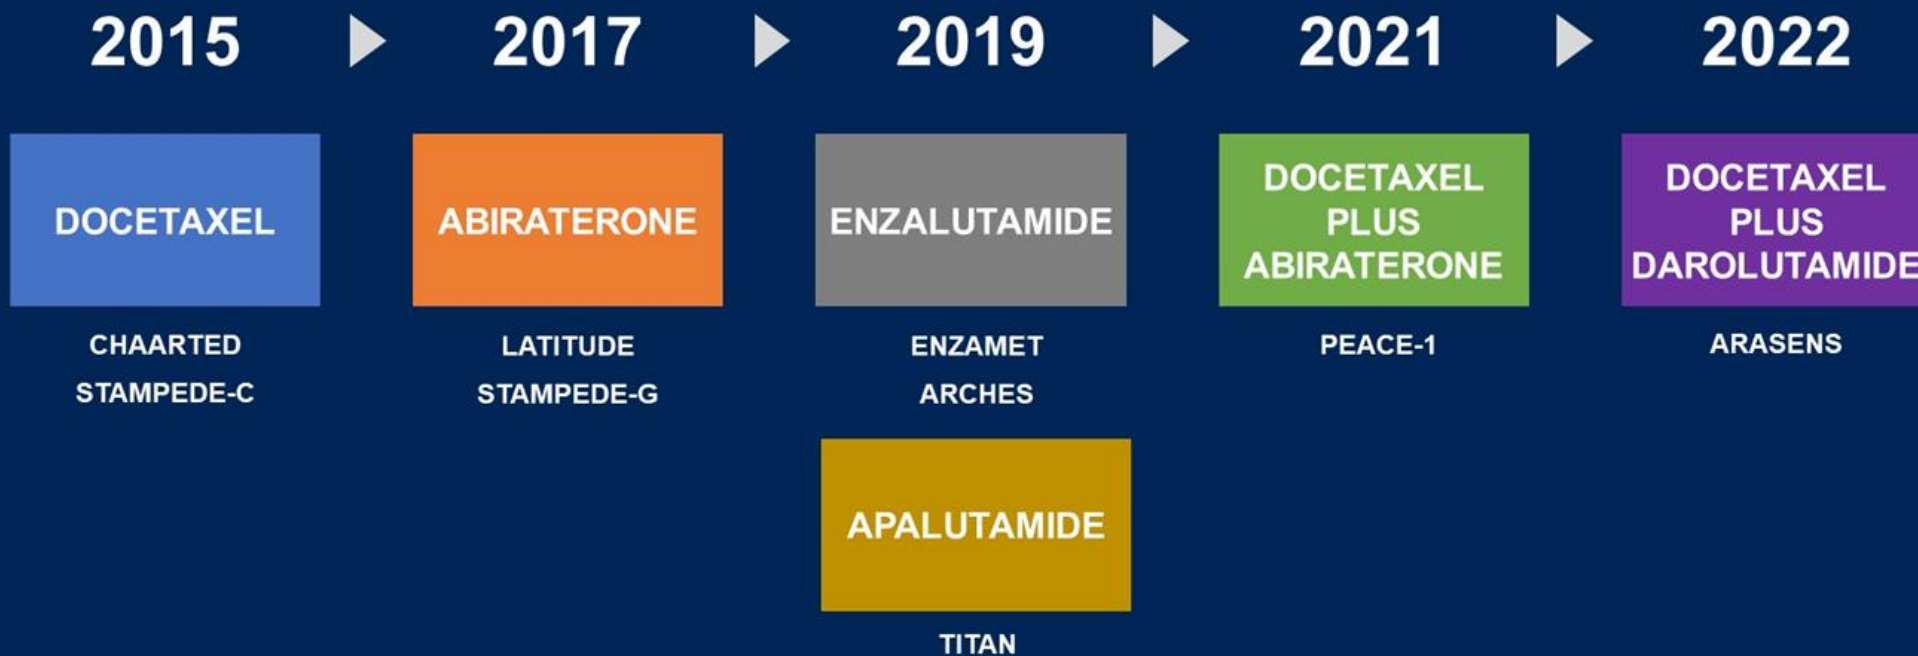 2015
2017
2019
2021
2022
DOCETAXEL
ABIRATERONE
ENZALUTAMIDE
DOCETAXEL
PLUS
ABIRATERONE
DOCETAXEL
PLUS
DAROLUTAMIDE
CHAARTED
STAMPEDE-C
LATITUDE
STAMPEDE-G
ENZAMET
ARCHES
PEACE-1
ARASENS
APALUTAMIDE
TITAN